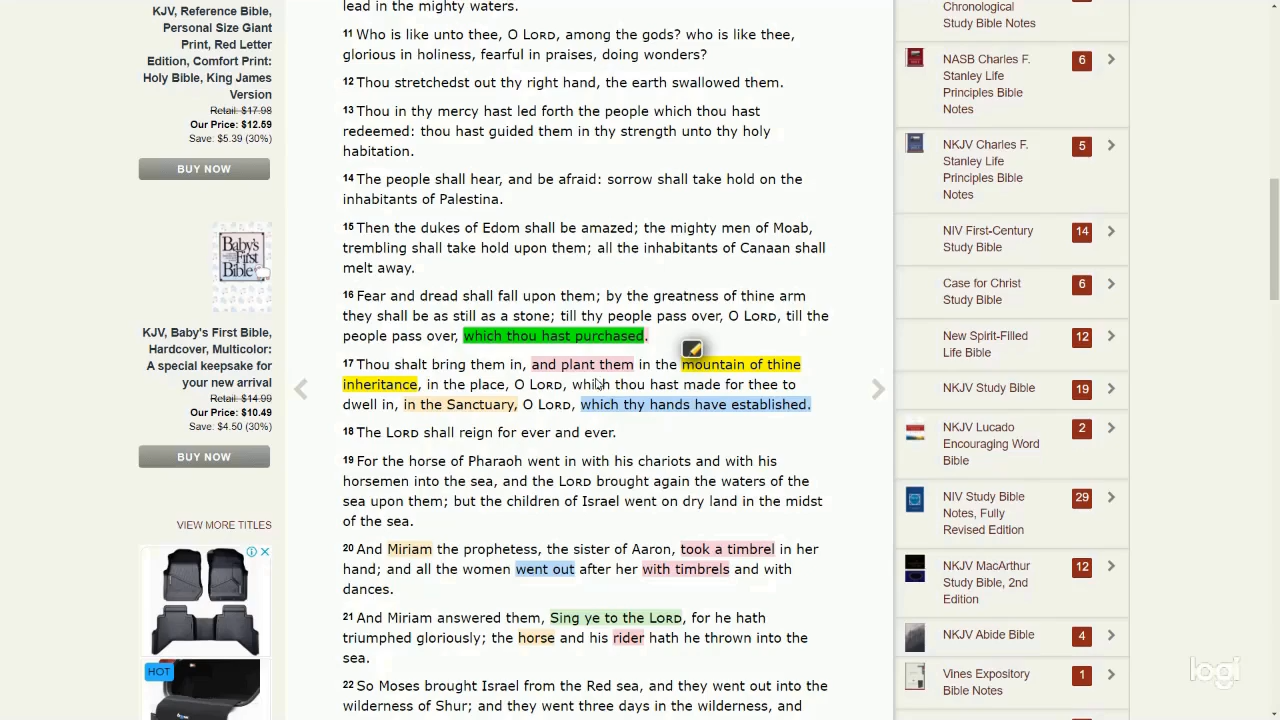 KJV, Reference Bible,
Personal Size Giant
Print, Red Letter
Edition, Comfort Print:
Holy Bible, King James
Version
Retail: $17.98
Our Price: $12.59
Save: $5.39 (30%)
BUY NOW
Baby's
First
Bible
KJV, Baby's First Bible,
Hardcover, Multicolor:
A special keepsake for
your new arrival
Retail: $14.99
Our Price: $10.49
Save: $4.50 (30%)
BUY NOW
VIEW MORE TITLES
HOT
lead in the mighty waters.
11 Who is like unto thee, O LORD, among the gods? who is like thee,
glorious in holiness, fearful in praises, doing wonders?
12 Thou stretchedst out thy right hand, the earth swallowed them.
13 Thou in thy mercy hast led forth the people which thou hast
redeemed: thou hast guided them in thy strength unto thy holy
habitation.
14 The people shall hear, and be afraid: sorrow shall take hold on the
inhabitants of Palestina.
15 Then the dukes of Edom shall be amazed; the mighty men of Moab,
trembling shall take hold upon them; all the inhabitants of Canaan shall
melt away.
16 Fear and dread shall fall upon them; by the greatness of thine arm
they shall be as still as a stone; till thy people pass over, O LORD, till the
people pass over, which thou hast purchased.
17 Thou shalt bring them in, and plant them in the mountain of thine
inheritance, in the place, O LORD, which thou hast made for thee to
dwell in, in the Sanctuary, O LORD, which thy hands have established.
18 The LORD shall reign for ever and ever.
19 For the horse of Pharaoh went in with his chariots and with his
horsemen into the sea, and the LORD brought again the waters of the
sea upon them; but the children of Israel went on dry land in the midst
of the sea.
20 And Miriam the prophetess, the sister of Aaron, took a timbrel in her
hand; and all the women went out after her with timbrels and with
dances.
21 And Miriam answered them, Sing ye to the LORD, for he hath
triumphed gloriously; the horse and his rider hath he thrown into the
sea.
22 So Moses brought Israel from the Red sea, and they went out into the
wilderness of Shur; and they went three days in the wilderness, and
Chronological
Study Bible Notes
NASB Charles F.
Stanley Life
Principles Bible
Notes
6
NKJV Charles F.
Stanley Life
Principles Bible
Notes
5
NIV First-Century
Study Bible
14
Case for Christ
Study Bible
6
New Spirit-Filled
Life Bible
12
NKJV Study Bible
19
NKJV Lucado
Encouraging Word
Bible
2
NIV Study Bible
Notes, Fully
Revised Edition
29
NKJV MacArthur
Study Bible, 2nd
Edition
12
NKJV Abide Bible
4
Vines Expository
Bible Notes
1
logi